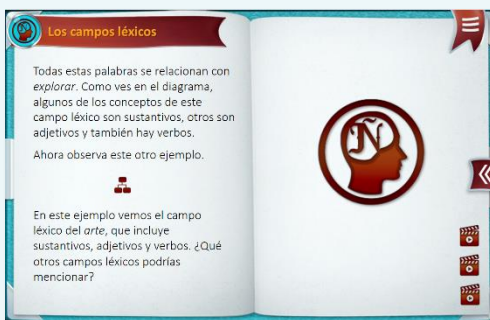 Los campos léxicos
Todas estas palabras se relacionan con
explorar. Como ves en el diagrama,
algunos de los conceptos de este
campo léxico son sustantivos, otros son
adjetivos y también hay verbos.
Ahora observa este otro ejemplo.
En este ejemplo vemos el campo
léxico del arte, que incluye
sustantivos, adjetivos y verbos. ¿Qué
otros campos léxicos podrías
mencionar?
Ñ